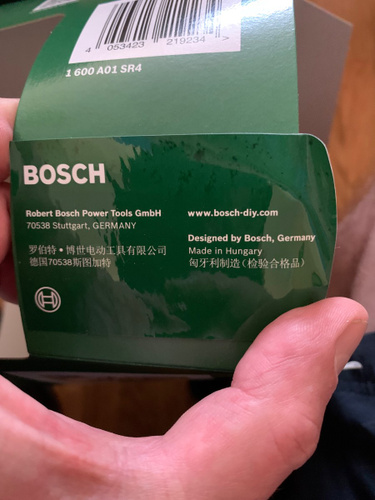 4 053423 219234 >
1 600 A01 SR4
BOSCH
Robert Bosch Power Tools GmbH
70538 Stuttgart, GERMANY
罗伯特•博世电动工具有限公司
德国70538斯图加特
www.bosch-diy.com
Designed by Bosch, Germany
Made in Hungary
匈牙利制造(检验合格品)